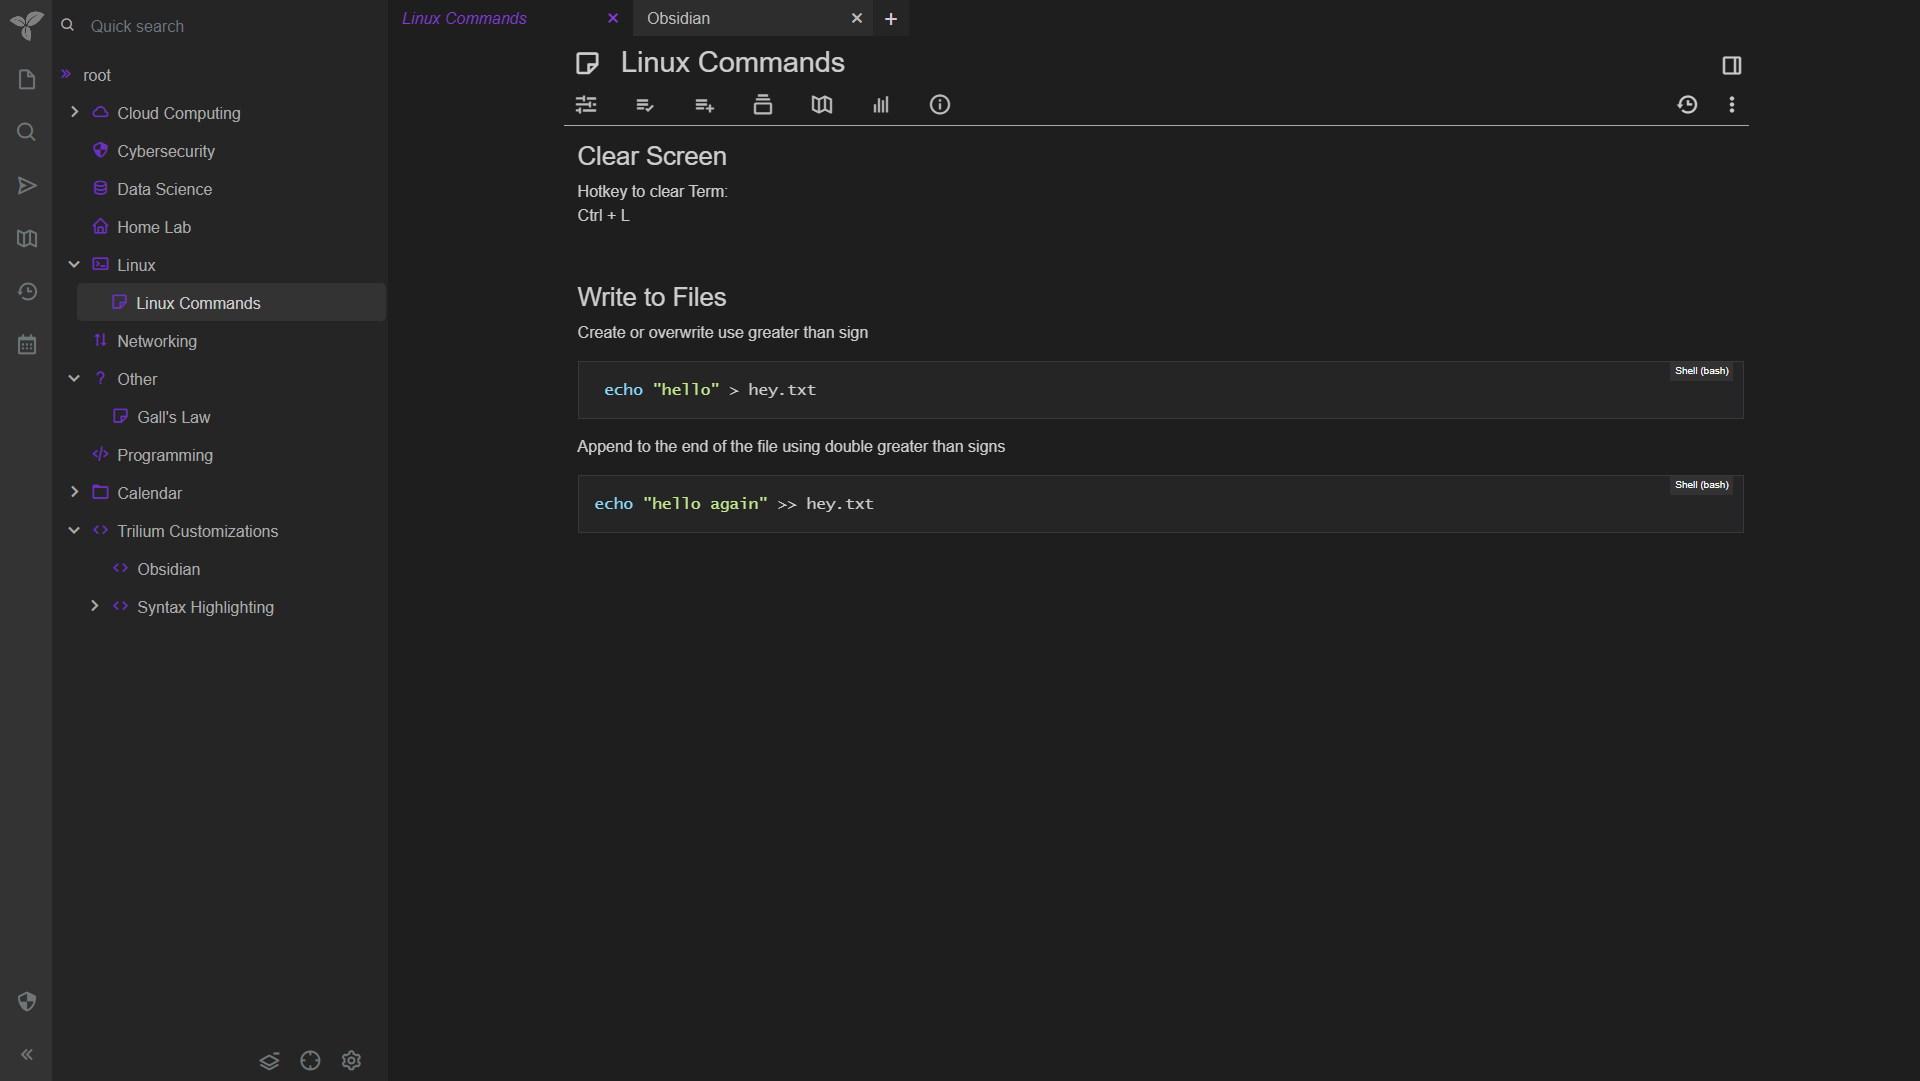 Quick search
root
Cloud Computing
Cybersecurity
Data Science
Home Lab
Linux
Linux Commands
Networking
Other
Gall's Law
Programming
Calendar
Trilium Customizations
Obsidian
Syntax Highlighting
Linux Commands
Obsidian
Linux Commands
Clear Screen
Hotkey to clear Term:
Ctrl + L
Write to Files
Create or overwrite use greater than sign
Shell (bash)
echo "hello" > hey.txt
Append to the end of the file using double greater than signs
Shell (bash)
echo "hello again" >> hey.txt